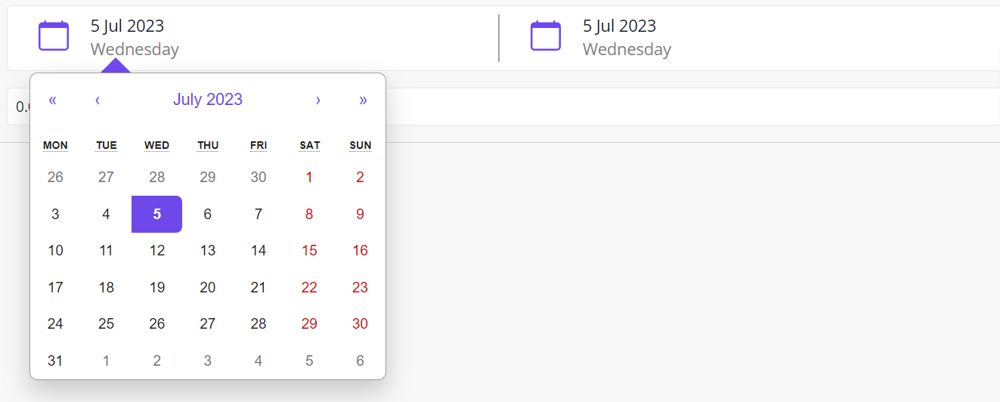 5 Jul 2023 5 Jul 2023
Wednesday Wednesday
« ‹ July 2023 › »
0.
MON TUE WED THU FRI SAT SUN
26 27 28 29 30 1 2
3 4 5 6 7 8 9
10 11 12 13 14 15 16
17 18 19 20 21 22 23
24 25 26 27 28 29 30
31 1 2 3 4 5 6